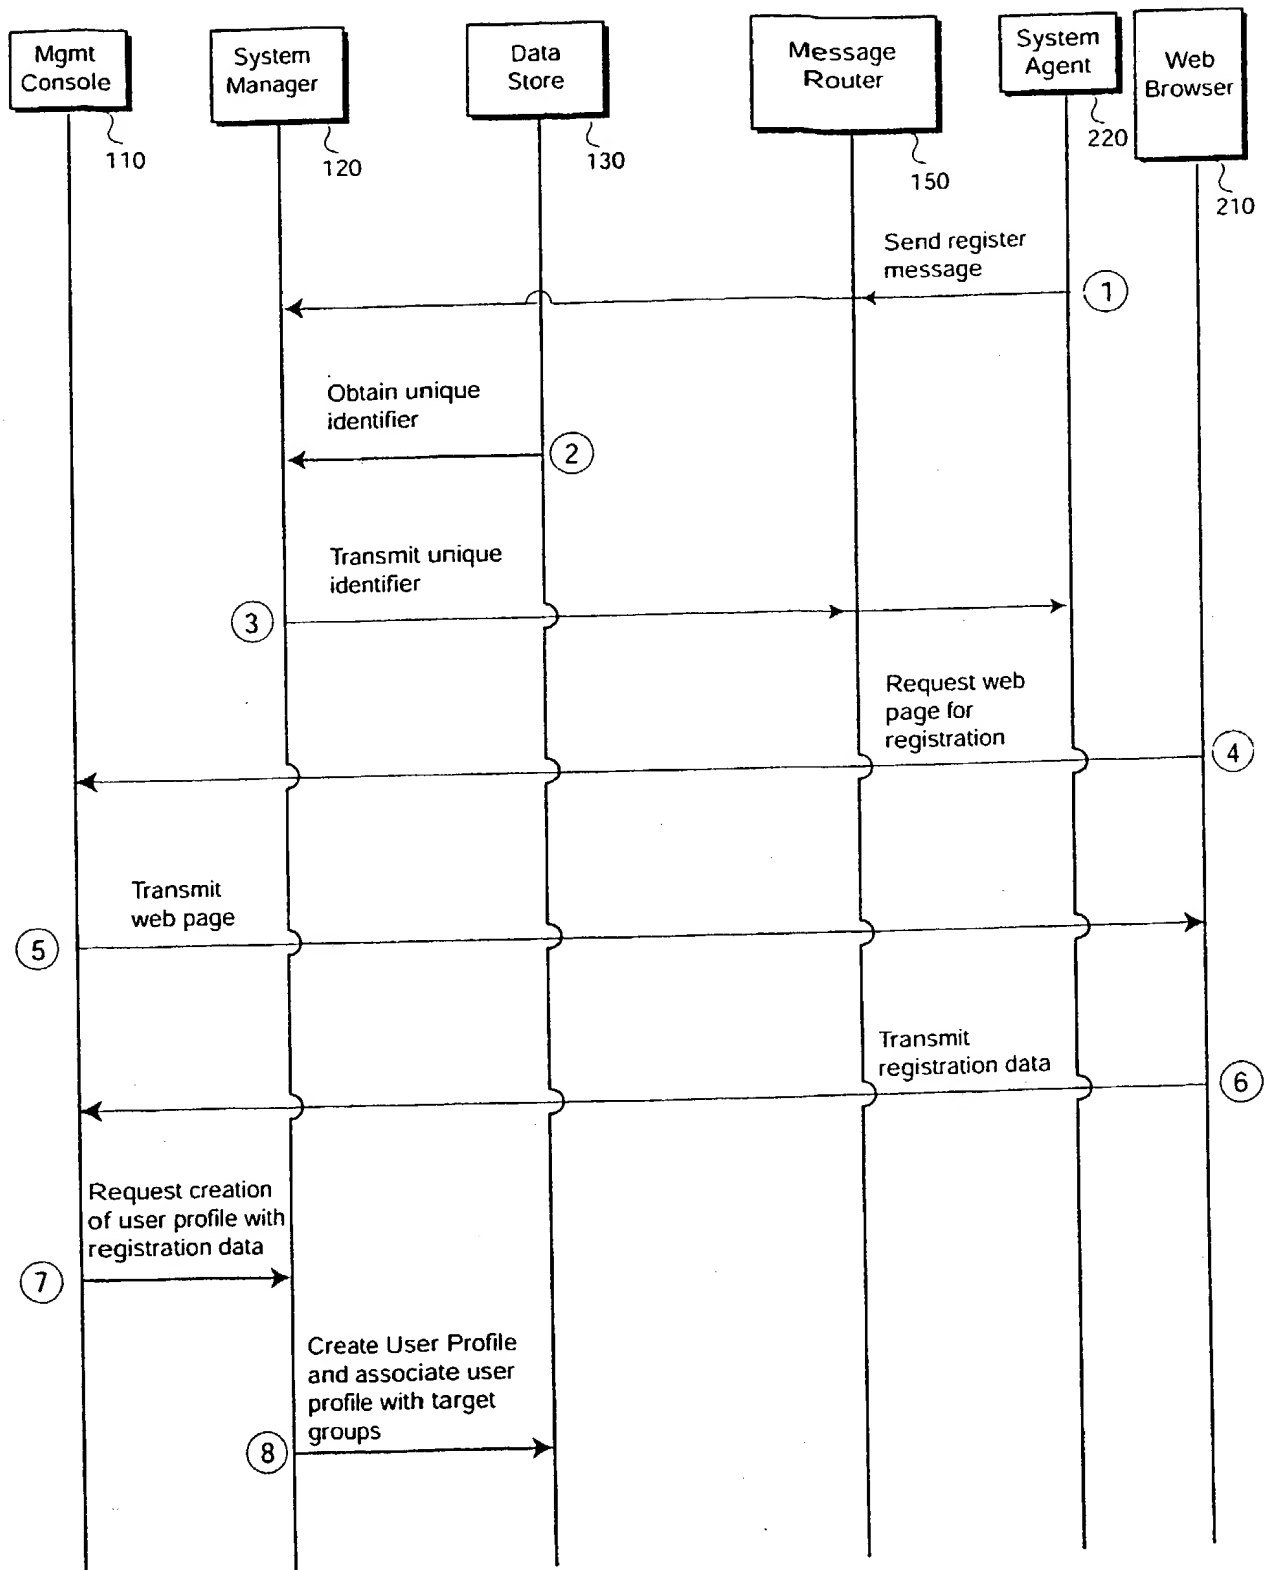 Mgmt
Console
110
System
Manager
120
Data
Store
130
Message
Router
150
System
Agent
220
Web
Browser
210
Send register
message
1
Obtain unique
identifier
2
Transmit unique
identifier
3
Request web
page for
registration
4
Transmit
web page
5
Transmit
registration data
6
Request creation
of user profile with
registration data
7
Create User Profile
and associate user
profile with target
groups
8